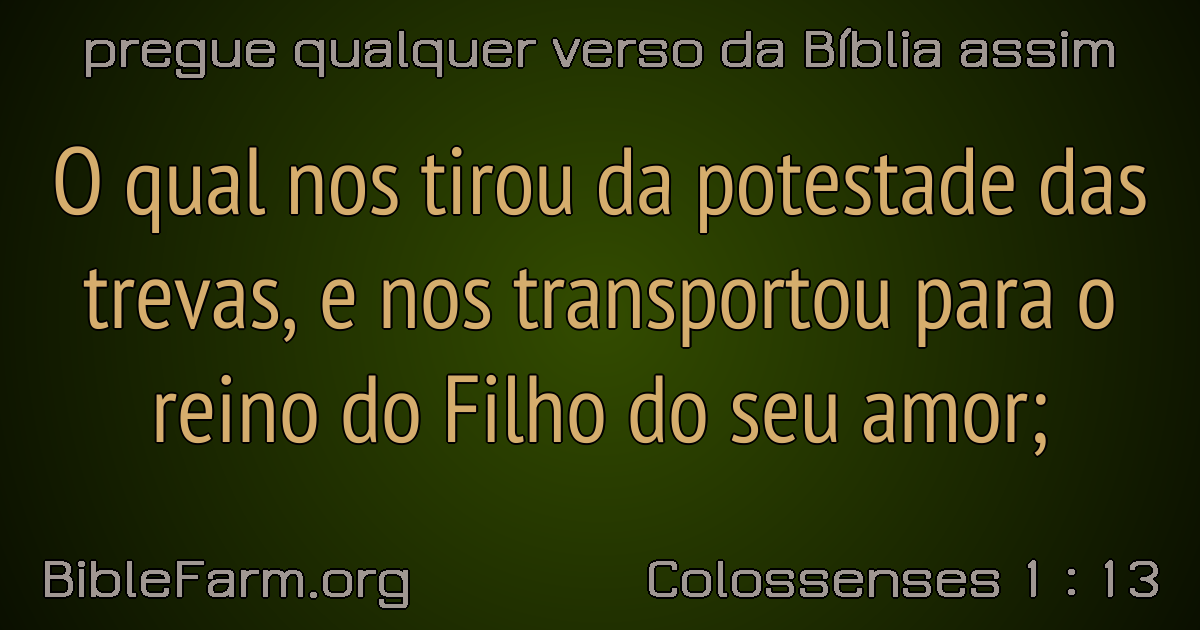 pregue qualquer verso da Bíblia assim
O qual nos tirou da potestade das
trevas, e nos transportou para o
reino do Filho do seu amor;
BibleFarm.org
Colossenses 1 : 13